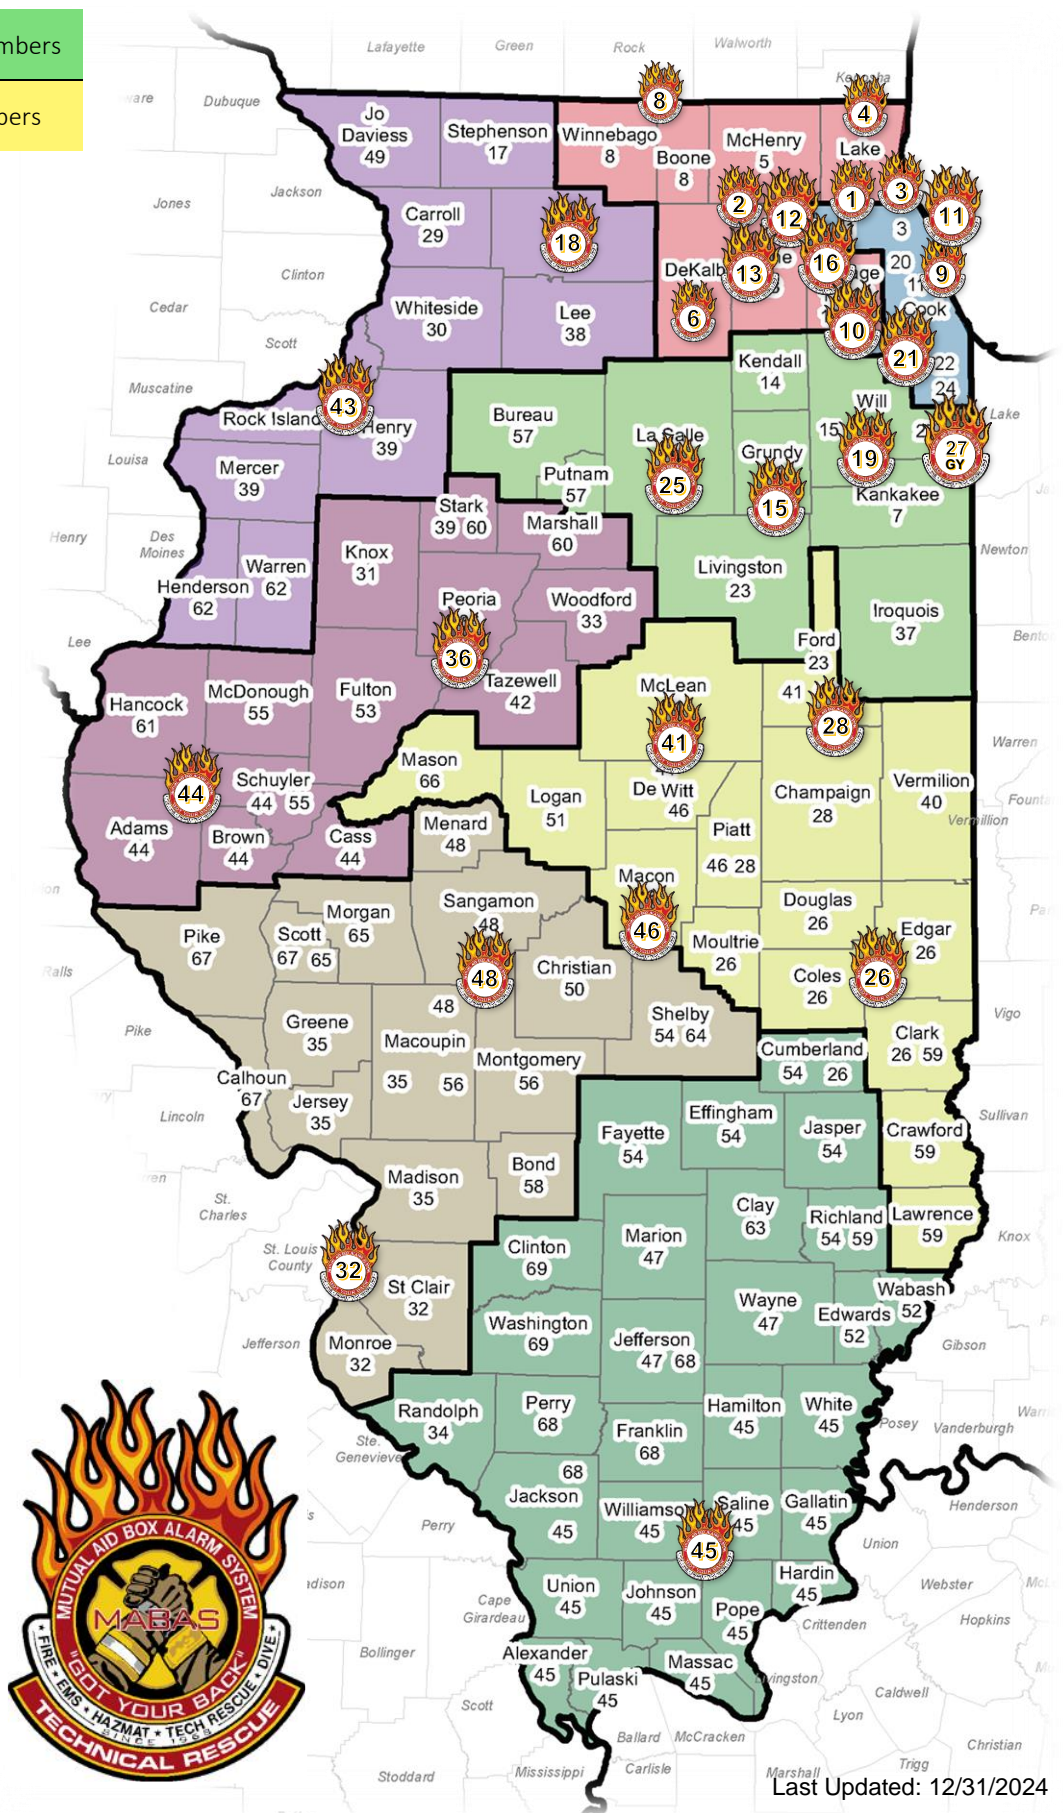 mbers
bers
Lafayette
Green
Rock
Walworth
Dubuque
Jackson
Jones
Clinton
Cedar
Scott
Muscatine
Louisa
Henry
Des
Moines
Lee
Jo
Daviess
49
Stephenson
17
Winnebago
8
Boone
8
McHenry
5
Lake
8
4
2
12
1
3
11
3
20
9
Cook
Carroll
29
18
DeKalb
13
16
6
10
21
22
24
Whiteside
30
Lee
38
43
Rock Island
Henry
39
Mercer
39
Bureau
57
Putnam
57
La Salle
25
Kendall
14
Grundy
15
Will
15
19
27
GY
Lake
Kankakee
7
Newton
Henderson
62
Warren
62
Knox
31
Stark
39 60
Marshall
60
Peoria
36
Woodford
33
Tazewell
42
Livingston
23
Ford
23
41
28
Iroquois
37
Hancock
61
McDonough
55
Fulton
53
44
Schuyler
44 55
Adams
44
Brown
44
Cass
44
Mason
66
Logan
51
McLean
41
De Witt
46
Piatt
46 28
Champaign
28
Vermilion
40
Vermillion
Warren
Menard
48
Sangamon
48
48
Macon
46
Moultrie
26
Douglas
26
Coles
26
26
Edgar
26
Clark
26 59
Vigo
Pike
67
Scott
67 65
Morgan
65
Christian
50
Shelby
54 64
Greene
35
48
Macoupin
35 56
Montgomery
56
Calhoun
67
Jersey
35
Ralls
Pike
Lincoln
Cumberland
54 26
Crawford
59
Sullivan
Lawrence
59
Knox
Fayette
54
Effingham
54
Jasper
54
Madison
35
Bond
58
St.
Charles
St. Louis
County
32
St Clair
32
Monroe
32
Jefferson
Clinton
69
Marion
47
Clay
63
Richland
54 59
Washington
69
Jefferson
47 68
Wayne
47
Edwards
52
Wabash
52
Gibson
Randolph
34
Perry
68
Franklin
68
Hamilton
45
White
45
Posey
Vanderburgh
Ste.
Genevieve
68
Jackson
45
Williamson
45
Saline
45
45
Gallatin
45
Henderson
Union
Perry
Union
45
Johnson
45
Pope
45
Hardin
45
Webster
Hopkins
Crittenden
Cape
Girardeau
Bollinger
Alexander
45
Pulaski
45
Massac
45
Livingston
Caldwell
Lyon
Scott
Ballard
McCracken
Christian
Stoddard
Mississippi
Carlisle
Marshall
Trigg
MUTUAL AID BOX ALARM SYSTEM
MABAS
"GOT YOUR BACK"
FIRE ★ EMS ★ HAZMAT ★ TECH RESCUE ★ DIVE
SINCE 1968
TECHNICAL RESCUE
Last Updated: 12/31/2024